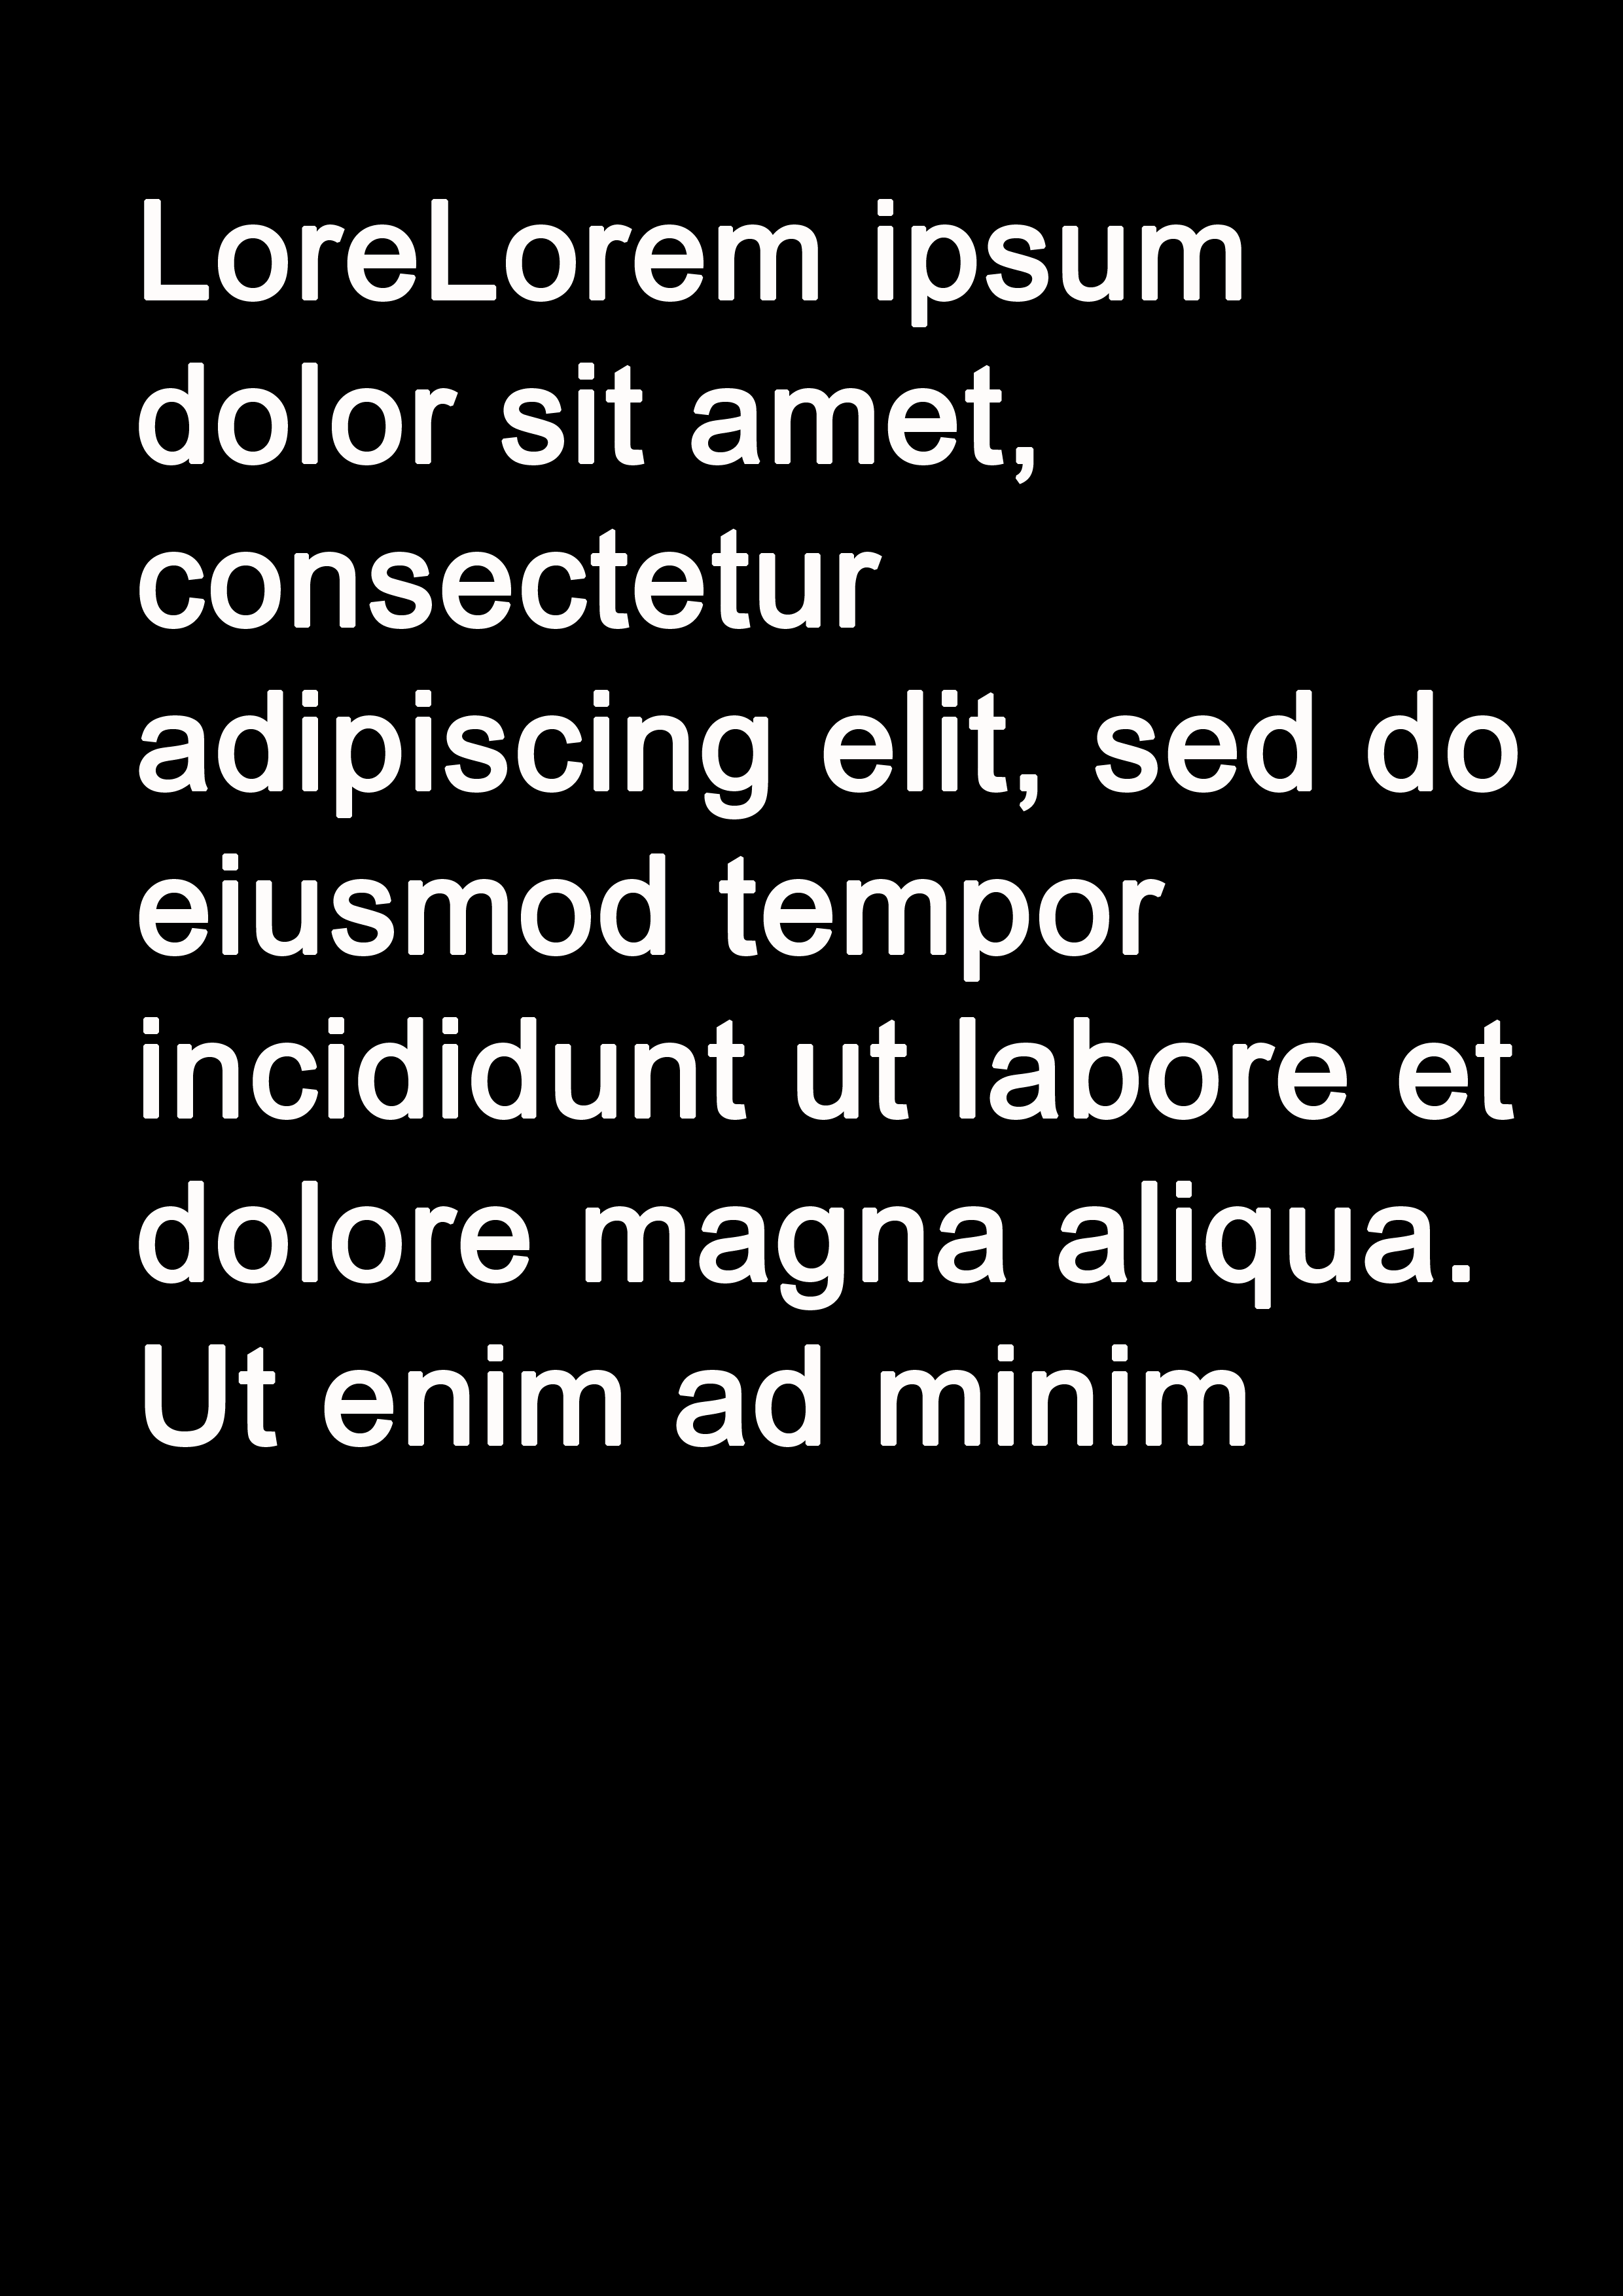 LoreLorem ipsum
dolor sit amet,
consectetur
adipiscing elit, sed do
eiusmod tempor
incididunt ut labore et
dolore magna aliqua.
Ut enim ad minim